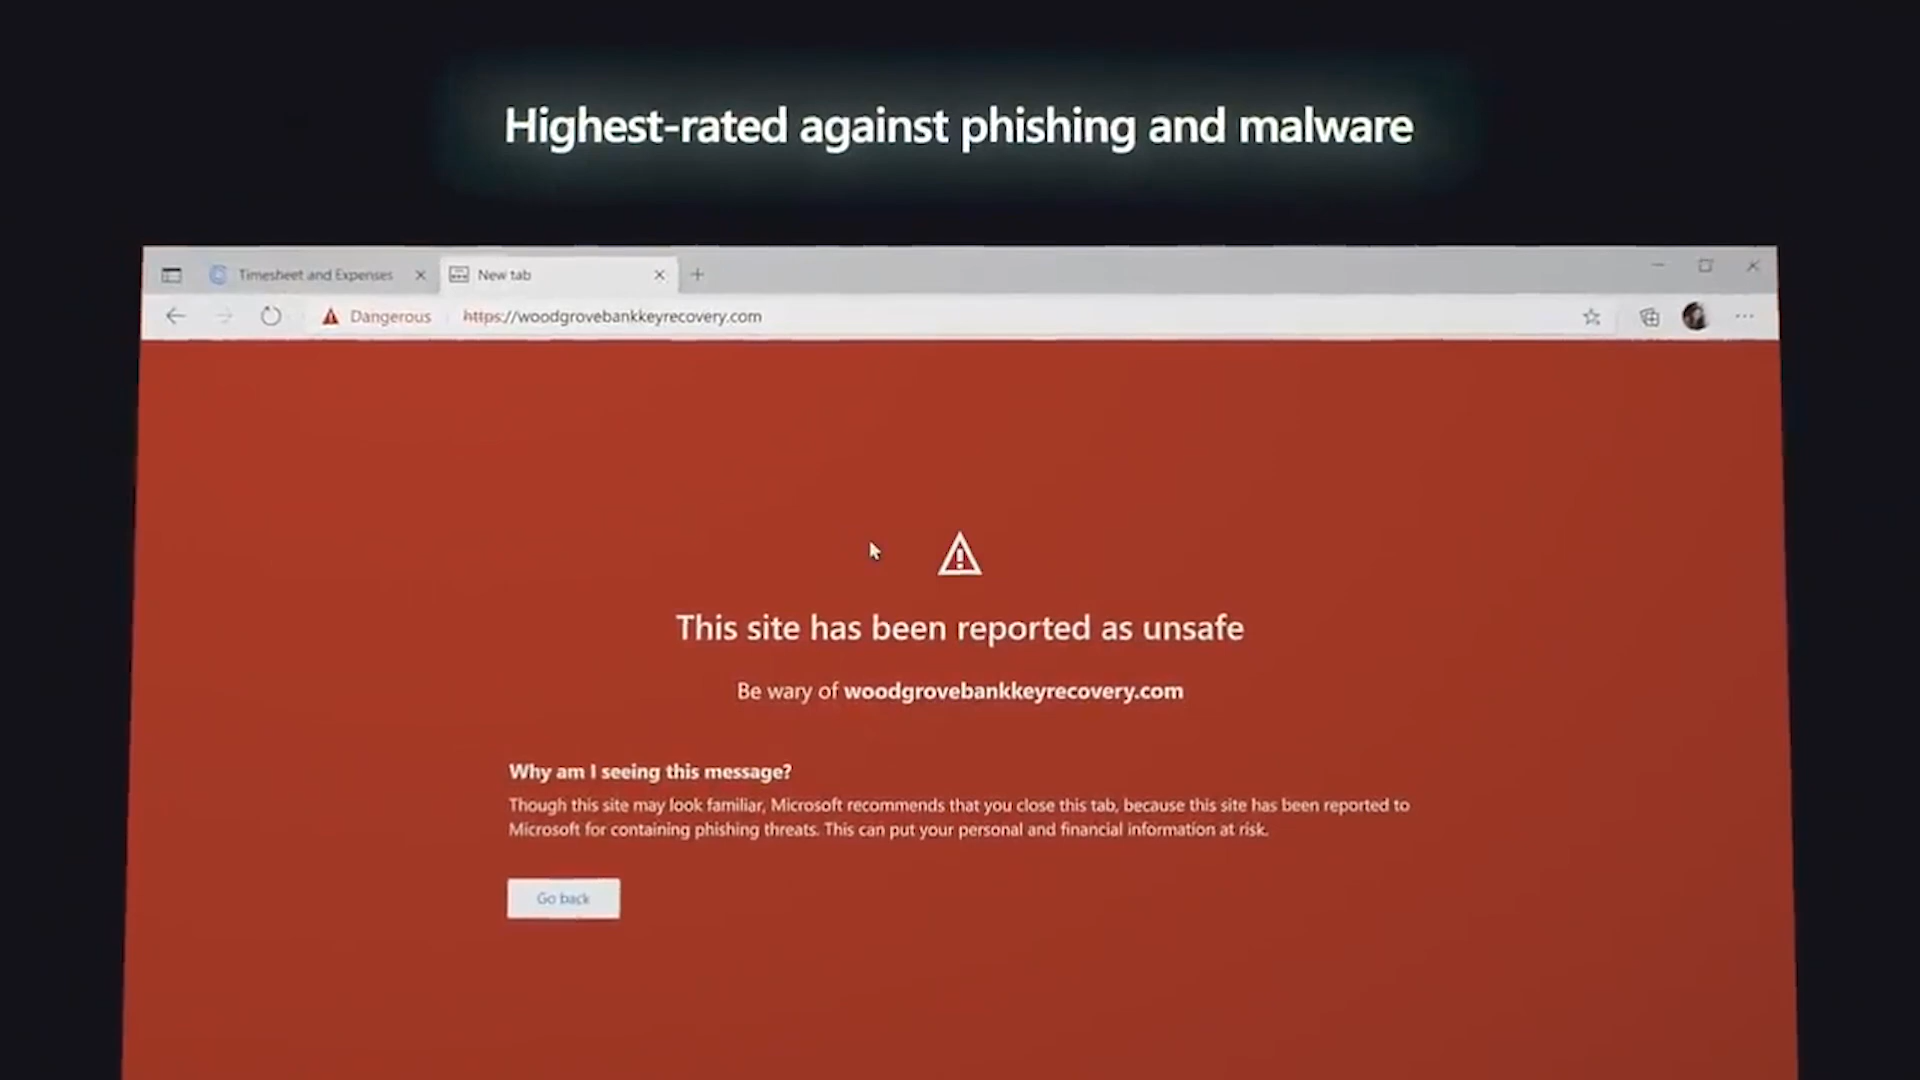 Highest-rated against phishing and malware
Timesheet and Expenses
New tab
Dangerous
https://woodgrovebankkeyrecovery.com
This site has been reported as unsafe
Be wary of woodgrovebankkeyrecovery.com
Why am I seeing this message?
Though this site may look familiar, Microsoft recommends that you close this tab, because this site has been reported to
Microsoft for containing phishing threats. This can put your personal and financial information at risk.
Go back